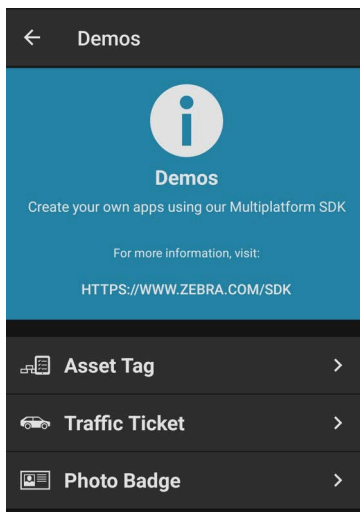 Demos
Demos
Create your own apps using our Multiplatform SDK
For more information, visit:
HTTPS://WWW.ZEBRA.COM/SDK
Asset Tag
Traffic Ticket
Photo Badge